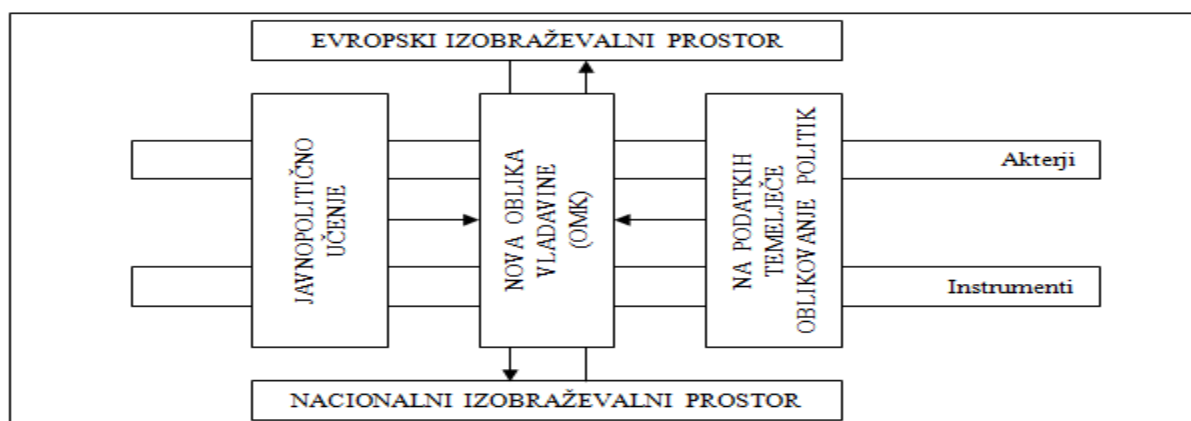 EVROPSKI IZOBRAŽEVALNI PROSTOR
JAVNOPOLITIČNO
UČENJE
NOVA OBLIKA
VLADAVINE
(OMK)
NA PODATKIH
TEMELJEČE
OBLIKOVANJE POLITIK
Akterji
Instrumenti
NACIONALNI IZOBRAŽEVALNI PROSTOR